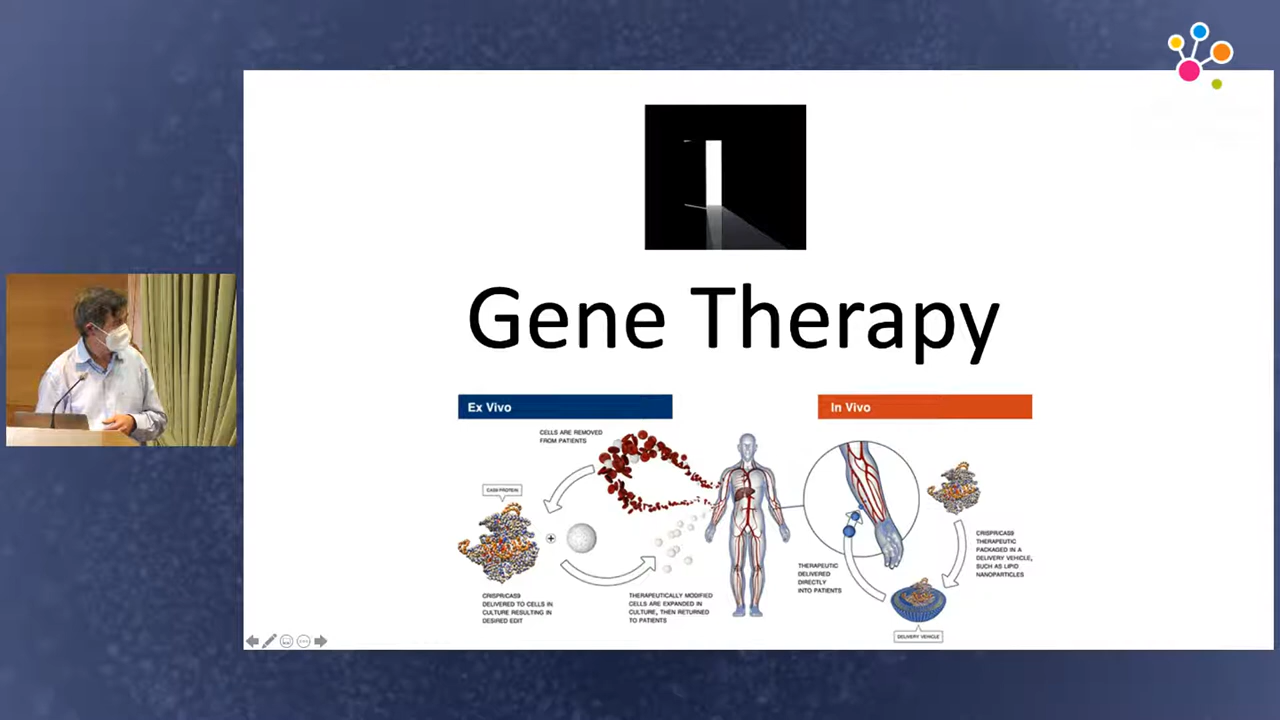 Gene Therapy
Ex Vivo
In Vivo
CELLS ARE REMOVED
FROM PATIENTS
CAS9 PROTEIN
CRISPR/CAS9
DELIVERED TO CELLS IN
CULTURE RESULTING IN
DESIRED EDIT
THERAPEUTICALLY MODIFIED
CELLS ARE EXPANDED IN
CULTURE, THEN RETURNED
TO PATIENTS
THERAPEUTIC
DELIVERED
DIRECTLY
INTO PATIENTS
CRISPR/CAS9
THERAPEUTIC
PACKAGED IN A
DELIVERY VEHICLE,
SUCH AS LIPID
NANOPARTICLES
DELIVERY VEHICLE